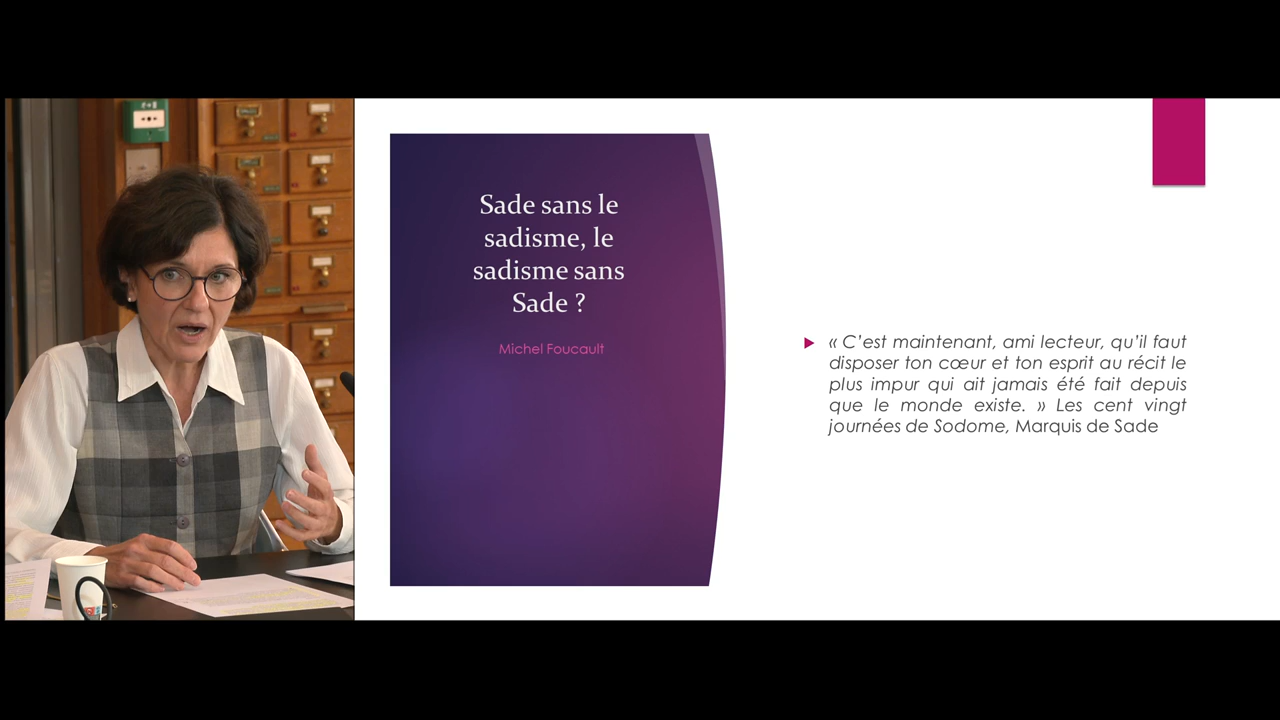 Sade sans le
sadisme, le
sadisme sans
Sade ?
Michel Foucault
« C'est maintenant, ami lecteur, qu'il faut
disposer ton cœur et ton esprit au récit le
plus impur qui ait jamais été fait depuis
que le monde existe. » Les cent vingt
journées de Sodome, Marquis de Sade